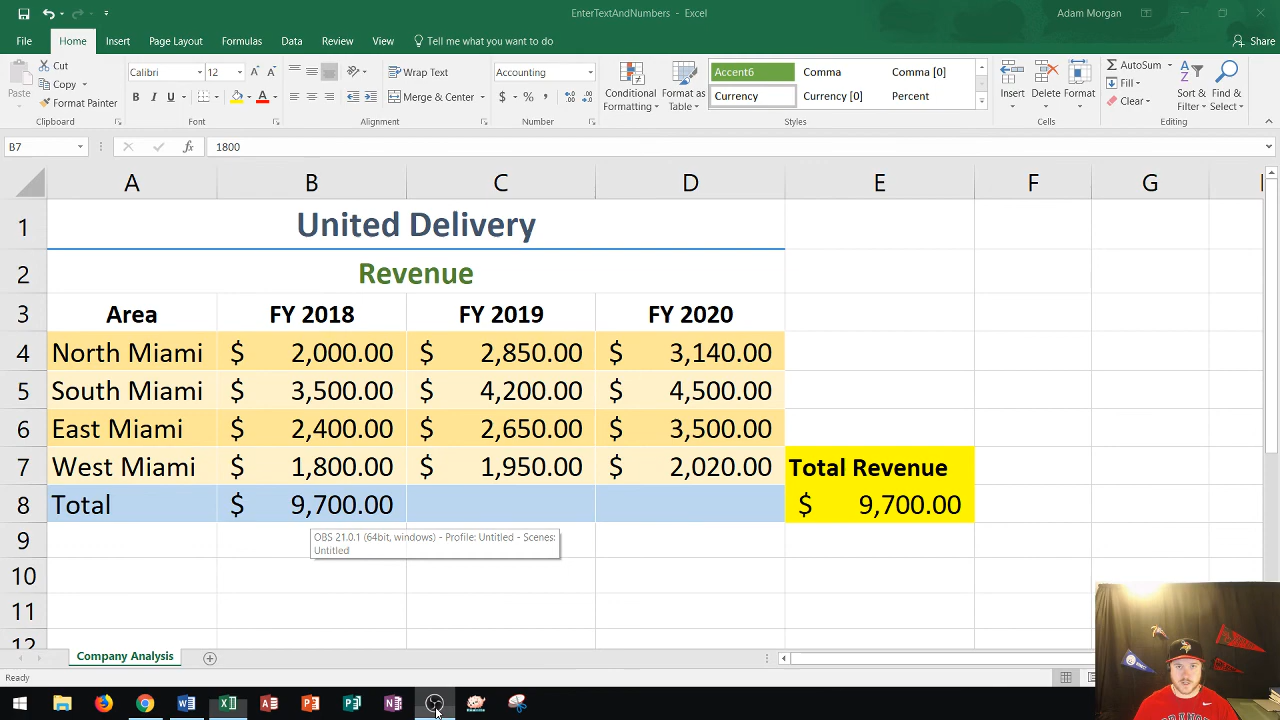 EnterTextAndNumbers - Excel
Adam Morgan
File Home Insert Page Layout Formulas Data Review View Tell me what you want to do Share
Paste
Cut
Copy
Format Painter
Clipboard
Calibri 12
B I U A
Font
Wrap Text
Merge & Center
Alignment
Accounting
$ % ,
Number
Conditional Formatting
Format as Table
Accent6 Comma Comma [0]
Currency Currency [0] Percent
Styles
Insert Delete Format
Cells
AutoSum
Fill
Clear
Sort & Filter
Find & Select
Editing
B7 fx 1800
A B C D E F G
1 United Delivery
2 Revenue
3 Area FY 2018 FY 2019 FY 2020
4 North Miami $ 2,000.00 $ 2,850.00 $ 3,140.00
5 South Miami $ 3,500.00 $ 4,200.00 $ 4,500.00
6 East Miami $ 2,400.00 $ 2,650.00 $ 3,500.00
7 West Miami $ 1,800.00 $ 1,950.00 $ 2,020.00 Total Revenue
8 Total $ 9,700.00 $ 9,700.00
9
OBS 21.0.1 (64bit, windows) - Profile: Untitled - Scenes:
Untitled
10
11
12
Company Analysis
Ready